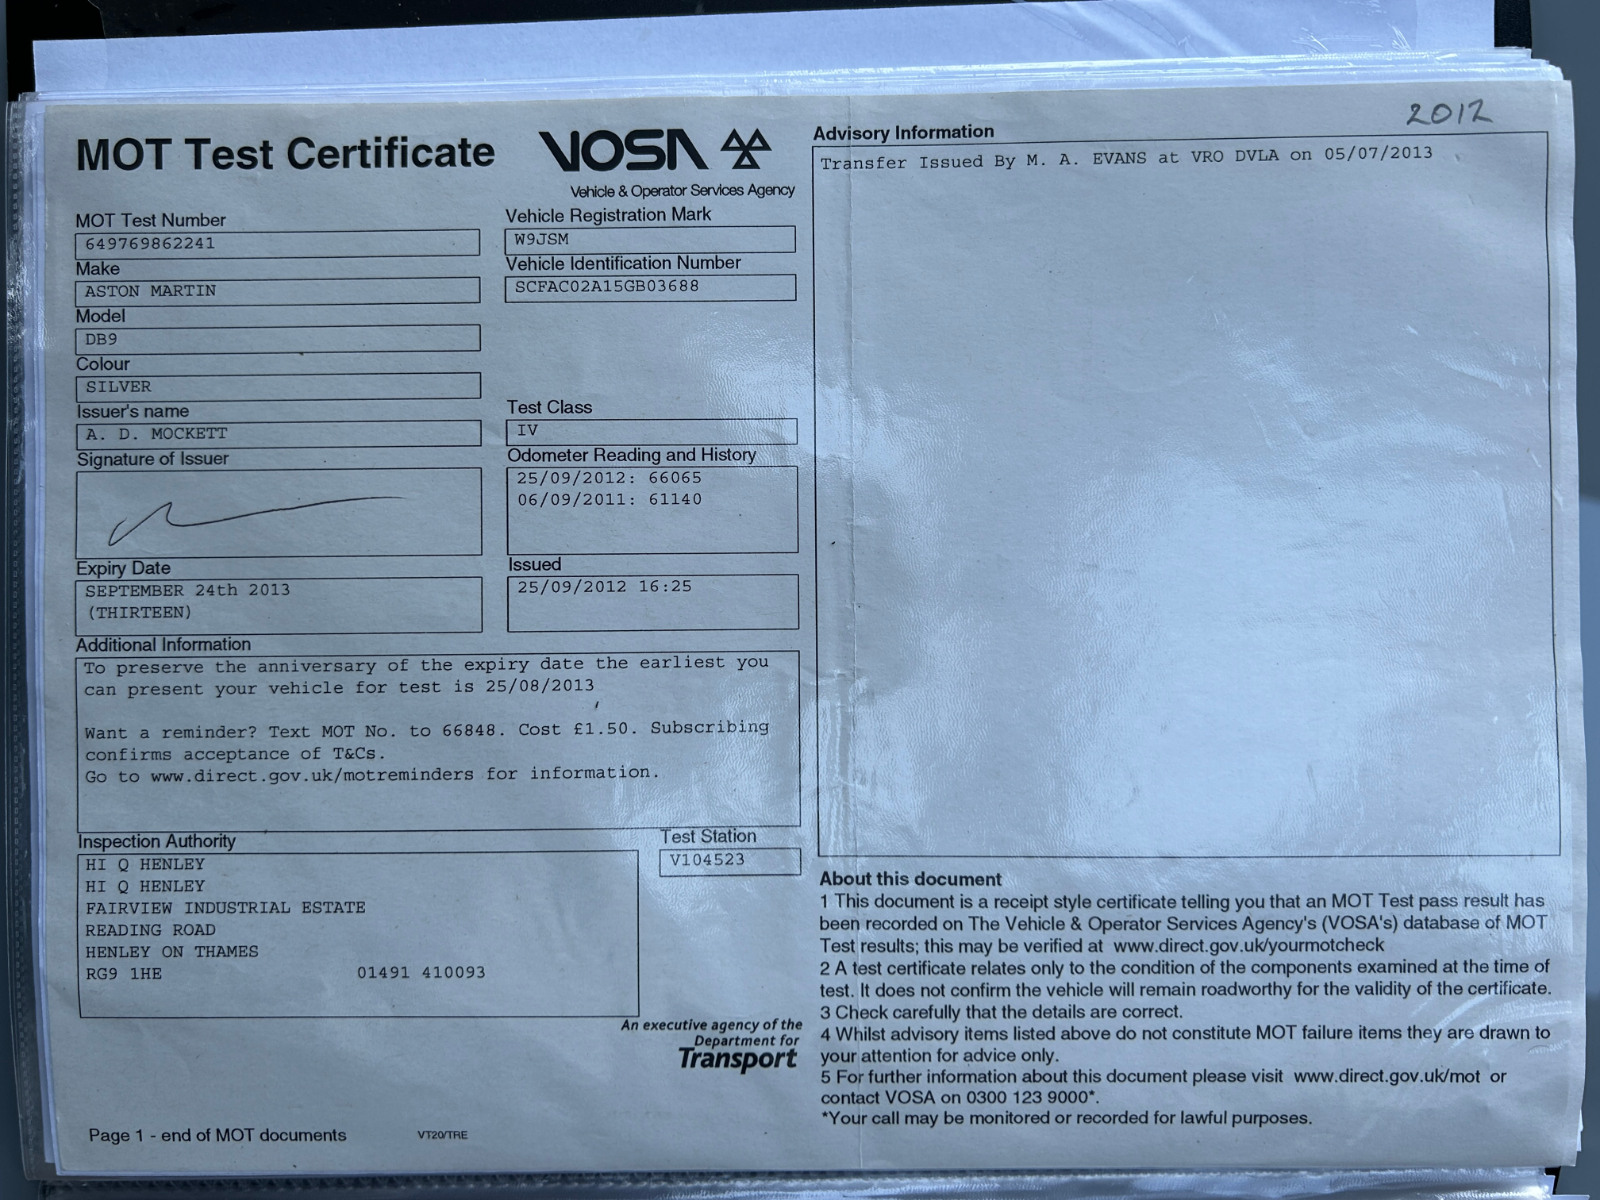 2012
MOT Test Certificate
VOSA
Vehicle & Operator Services Agency
MOT Test Number
649769862241
Make
ASTON MARTIN
Model
DB9
Colour
SILVER
Issuer's name
A. D. MOCKETT
Signature of Issuer
Expiry Date
SEPTEMBER 24th 2013
(THIRTEEN)
Vehicle Registration Mark
W9JSM
Vehicle Identification Number
SCFAC02A15GB03688
Test Class
IV
Odometer Reading and History
25/09/2012: 66065
06/09/2011: 61140
Issued
25/09/2012 16:25
Additional Information
To preserve the anniversary of the expiry date the earliest you
can present your vehicle for test is 25/08/2013
Want a reminder? Text MOT No. to 66848. Cost £1.50. Subscribing
confirms acceptance of T&Cs.
Go to www.direct.gov.uk/motreminders for information.
Inspection Authority
HI Q HENLEY
HI Q HENLEY
FAIRVIEW INDUSTRIAL ESTATE
READING ROAD
HENLEY ON THAMES
RG9 1HE 01491 410093
Test Station
V104523
An executive agency of the
Department for
Transport
Page 1 - end of MOT documents VT20/TRE
Advisory Information
Transfer Issued By M. A. EVANS at VRO DVLA on 05/07/2013
About this document
1 This document is a receipt style certificate telling you that an MOT Test pass result has
been recorded on The Vehicle & Operator Services Agency's (VOSA's) database of MOT
Test results; this may be verified at www.direct.gov.uk/yourmotcheck
2 A test certificate relates only to the condition of the components examined at the time of
test. It does not confirm the vehicle will remain roadworthy for the validity of the certificate.
3 Check carefully that the details are correct.
4 Whilst advisory items listed above do not constitute MOT failure items they are drawn to
your attention for advice only.
5 For further information about this document please visit www.direct.gov.uk/mot or
contact VOSA on 0300 123 9000*.
*Your call may be monitored or recorded for lawful purposes.